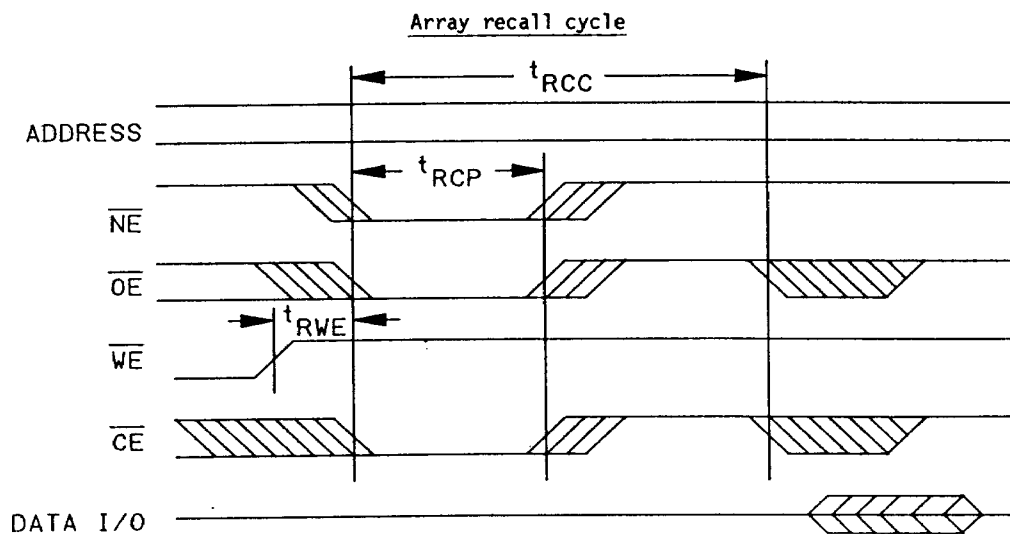 Array recall cycle
tRCC
ADDRESS
tRCP
NE
OE
tRWE
WE
CE
DATA I/O